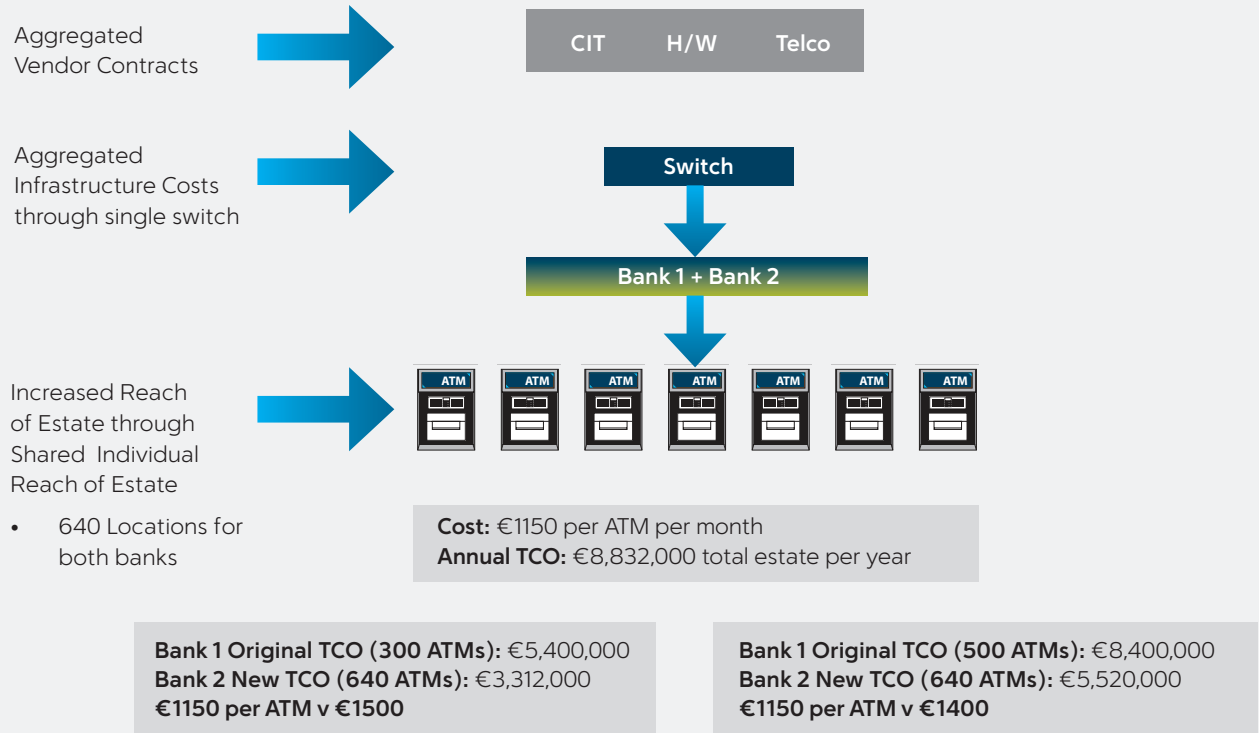 Aggregated
Vendor Contracts
CIT H/W Telco
Aggregated
Infrastructure Costs
through single switch
Switch
Bank 1 + Bank 2
Increased Reach
of Estate through
Shared Individual
Reach of Estate
• 640 Locations for
both banks
ATM ATM ATM ATM ATM ATM ATM
Cost: €1150 per ATM per month
Annual TCO: €8,832,000 total estate per year
Bank 1 Original TCO (300 ATMs): €5,400,000
Bank 2 New TCO (640 ATMs): €3,312,000
€1150 per ATM v €1500
Bank 1 Original TCO (500 ATMs): €8,400,000
Bank 2 New TCO (640 ATMs): €5,520,000
€1150 per ATM v €1400